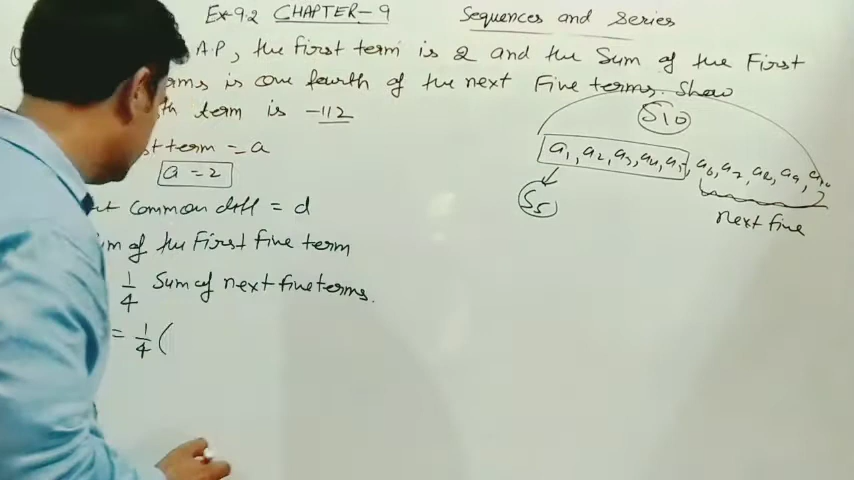 Ex-9.2 CHAPTER-9 Sequences and Series
A.P, the first term is 2 and the Sum of the First
rms is one fourth of the next Five terms. Show
th term is -112
st term = a
a = 2
common diff = d
m of the First five term
1/4 Sum of next five terms.
= 1/4 (
S10
a1, a2, a3, a4, a5, a6, a7, a8, a9, a10
S5
next five